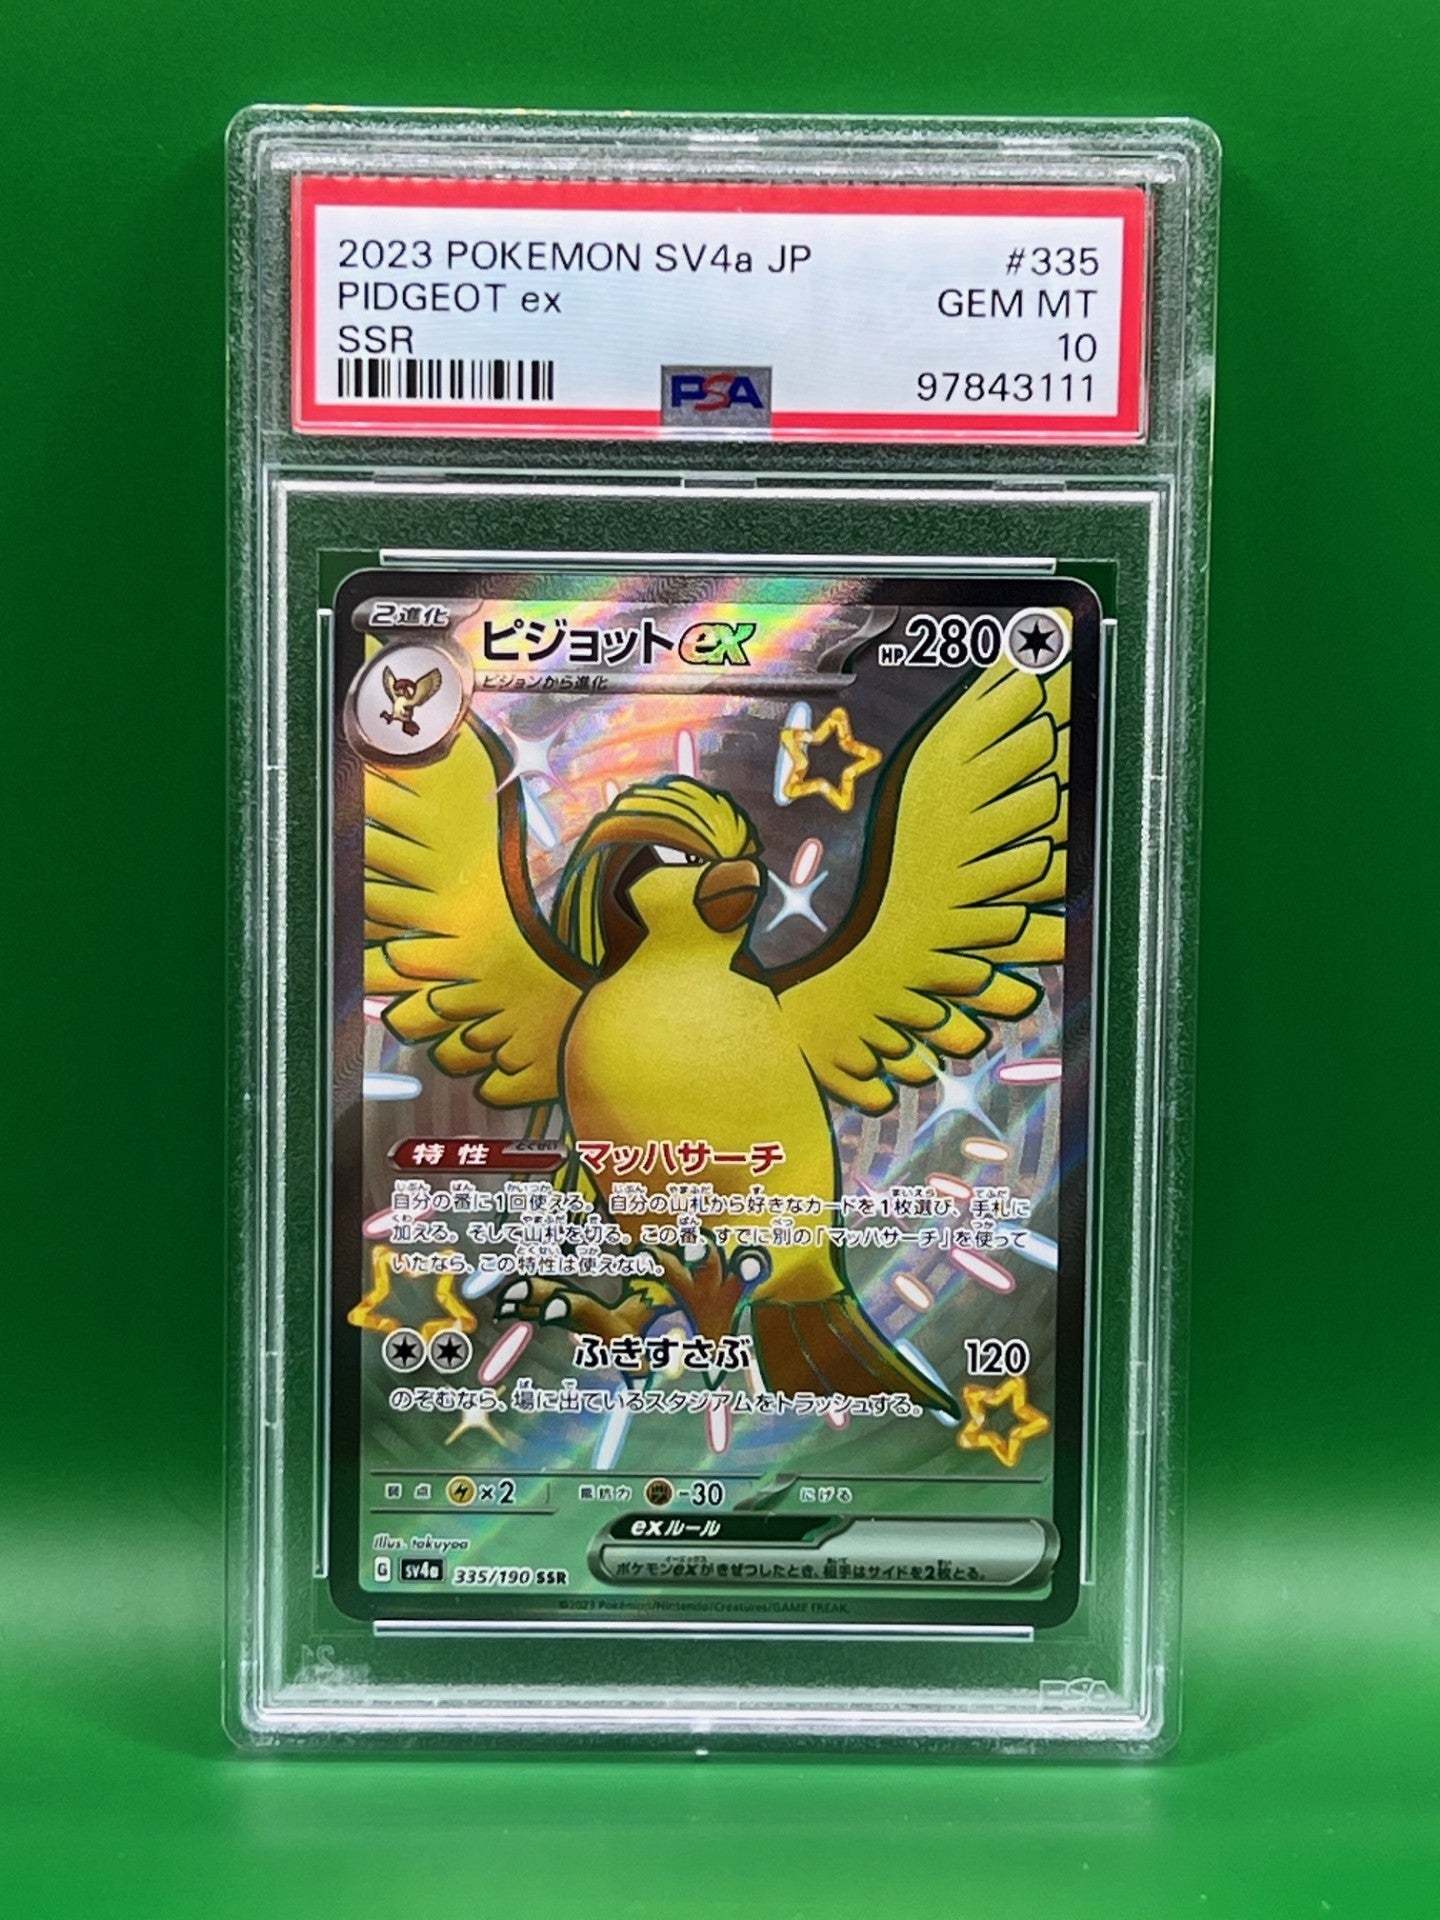 2023 POKEMON SV4a JP #335
PIDGEOT ex GEM MT
SSR 10
PSA 97843111
2進化 ピジョットex HP280
ピジョンから進化
特性 とくせい マッハサーチ
自分の番に1回使える。自分の山札から好きなカードを1枚選び、手札に
加える。そして山札を切る。この番、すでに別の「マッハサーチ」を使って
いたなら、この特性は使えない。
ふきすさぶ 120
のぞむなら、場に出ているスタジアムをトラッシュする。
弱点 ×2 抵抗力 -30 にげる
exルール
ポケモンexがきぜつしたとき、相手はサイドを2枚とる。
Illus. takuyoa
G sv4a 335/190 SSR
©2023 Pokémon/Nintendo/Creatures/GAME FREAK.
PSA